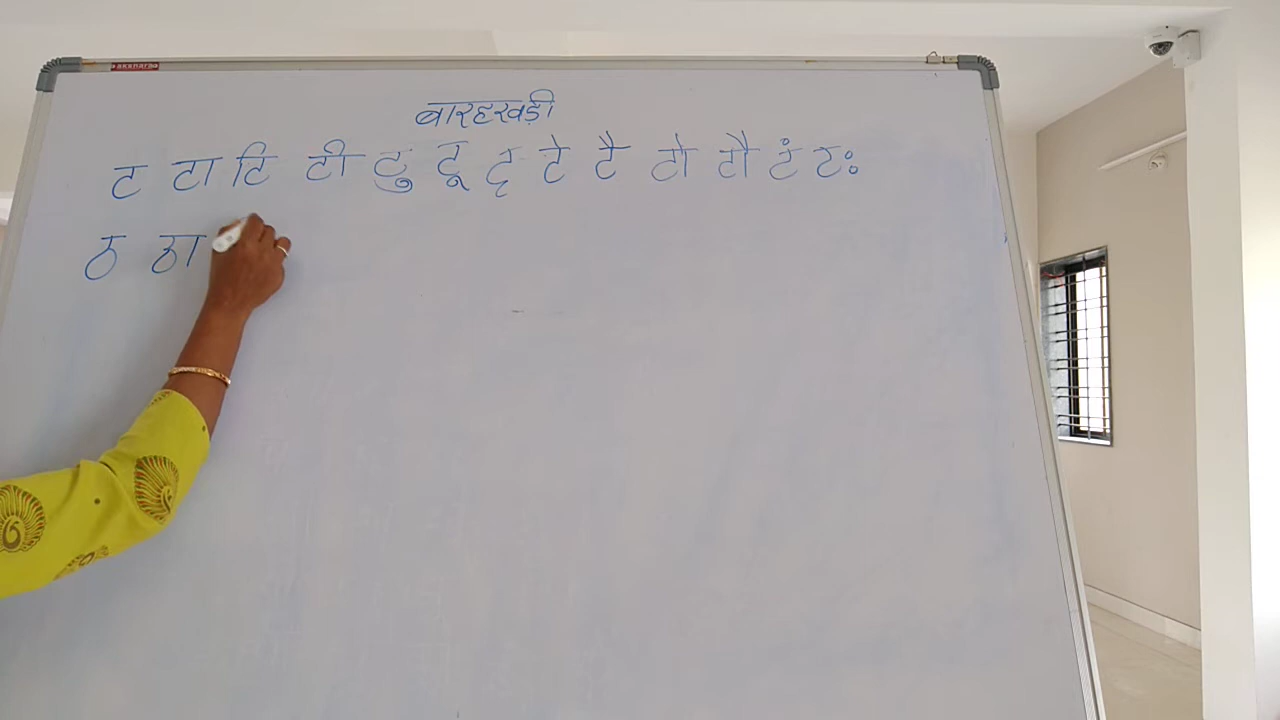 बारहखड़ी
ट टा टि टी टु टू टृ टे टै टो टौ टं टः
ठ ठा